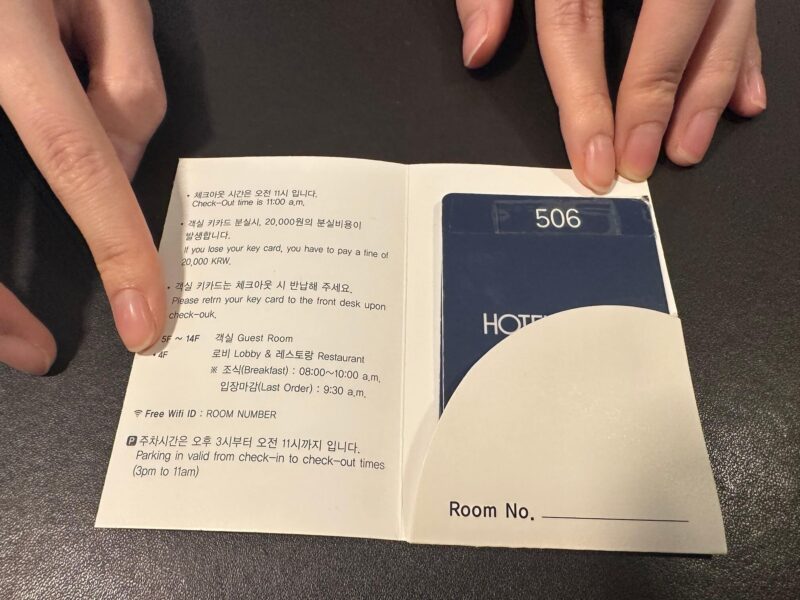 • 체크아웃 시간은 오전 11시 입니다.
Check-Out time is 11:00 a.m.
• 객실 키카드 분실시, 20,000원의 분실비용이
발생합니다.
If you lose your key card, you have to pay a fine of
20,000 KRW.
• 객실 키카드는 체크아웃 시 반납해 주세요.
Please retrn your key card to the front desk upon
check-ouk.
5F ~ 14F 객실 Guest Room
• 4F 로비 Lobby & 레스토랑 Restaurant
※ 조식(Breakfast) : 08:00~10:00 a.m.
입장마감(Last Order) : 9:30 a.m.
Free Wifi ID : ROOM NUMBER
P 주차시간은 오후 3시부터 오전 11시까지 입니다.
Parking in valid from check-in to check-out times
(3pm to 11am)
506
HOTE
Room No.